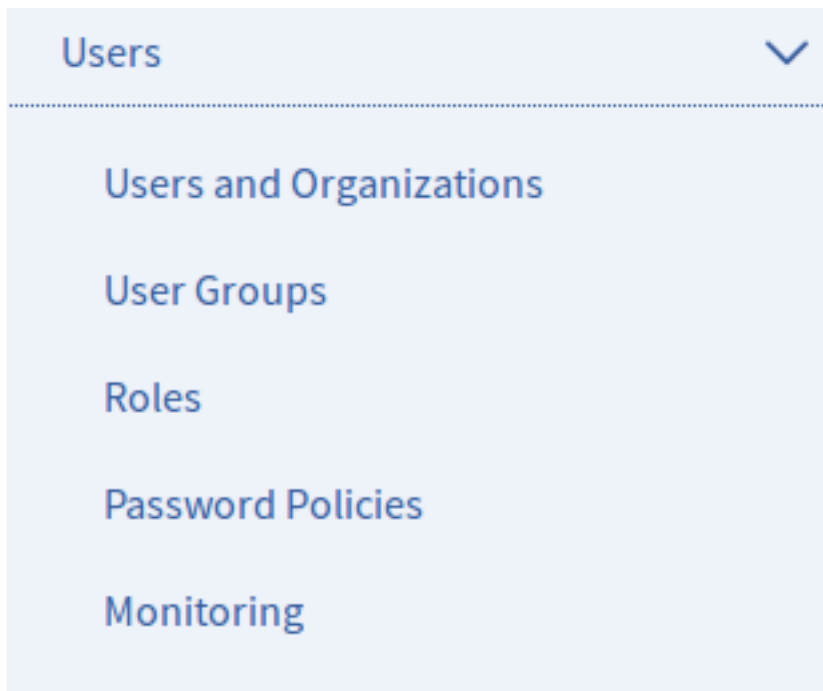 Users
Users and Organizations
User Groups
Roles
Password Policies
Monitoring